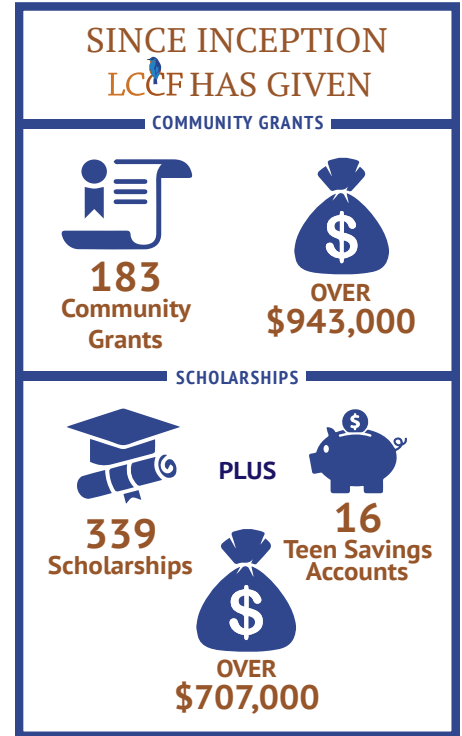 SINCE INCEPTION
LCCF HAS GIVEN
COMMUNITY GRANTS
183
Community
Grants
$
OVER
$943,000
SCHOLARSHIPS
339
Scholarships
PLUS
$
16
Teen Savings
Accounts
$
OVER
$707,000